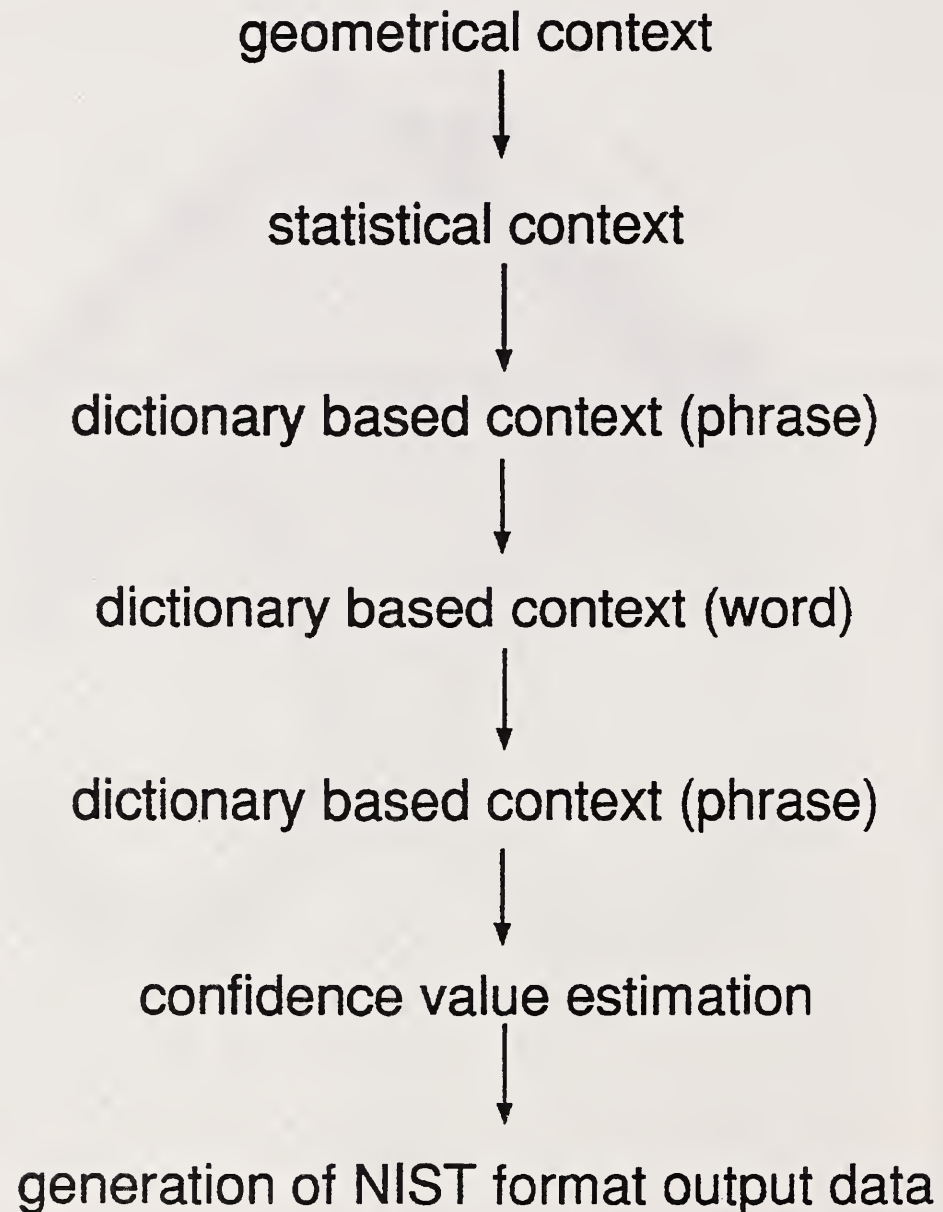 geometrical context
statistical context
dictionary based context (phrase)
dictionary based context (word)
dictionary based context (phrase)
confidence value estimation
generation of NIST format output data